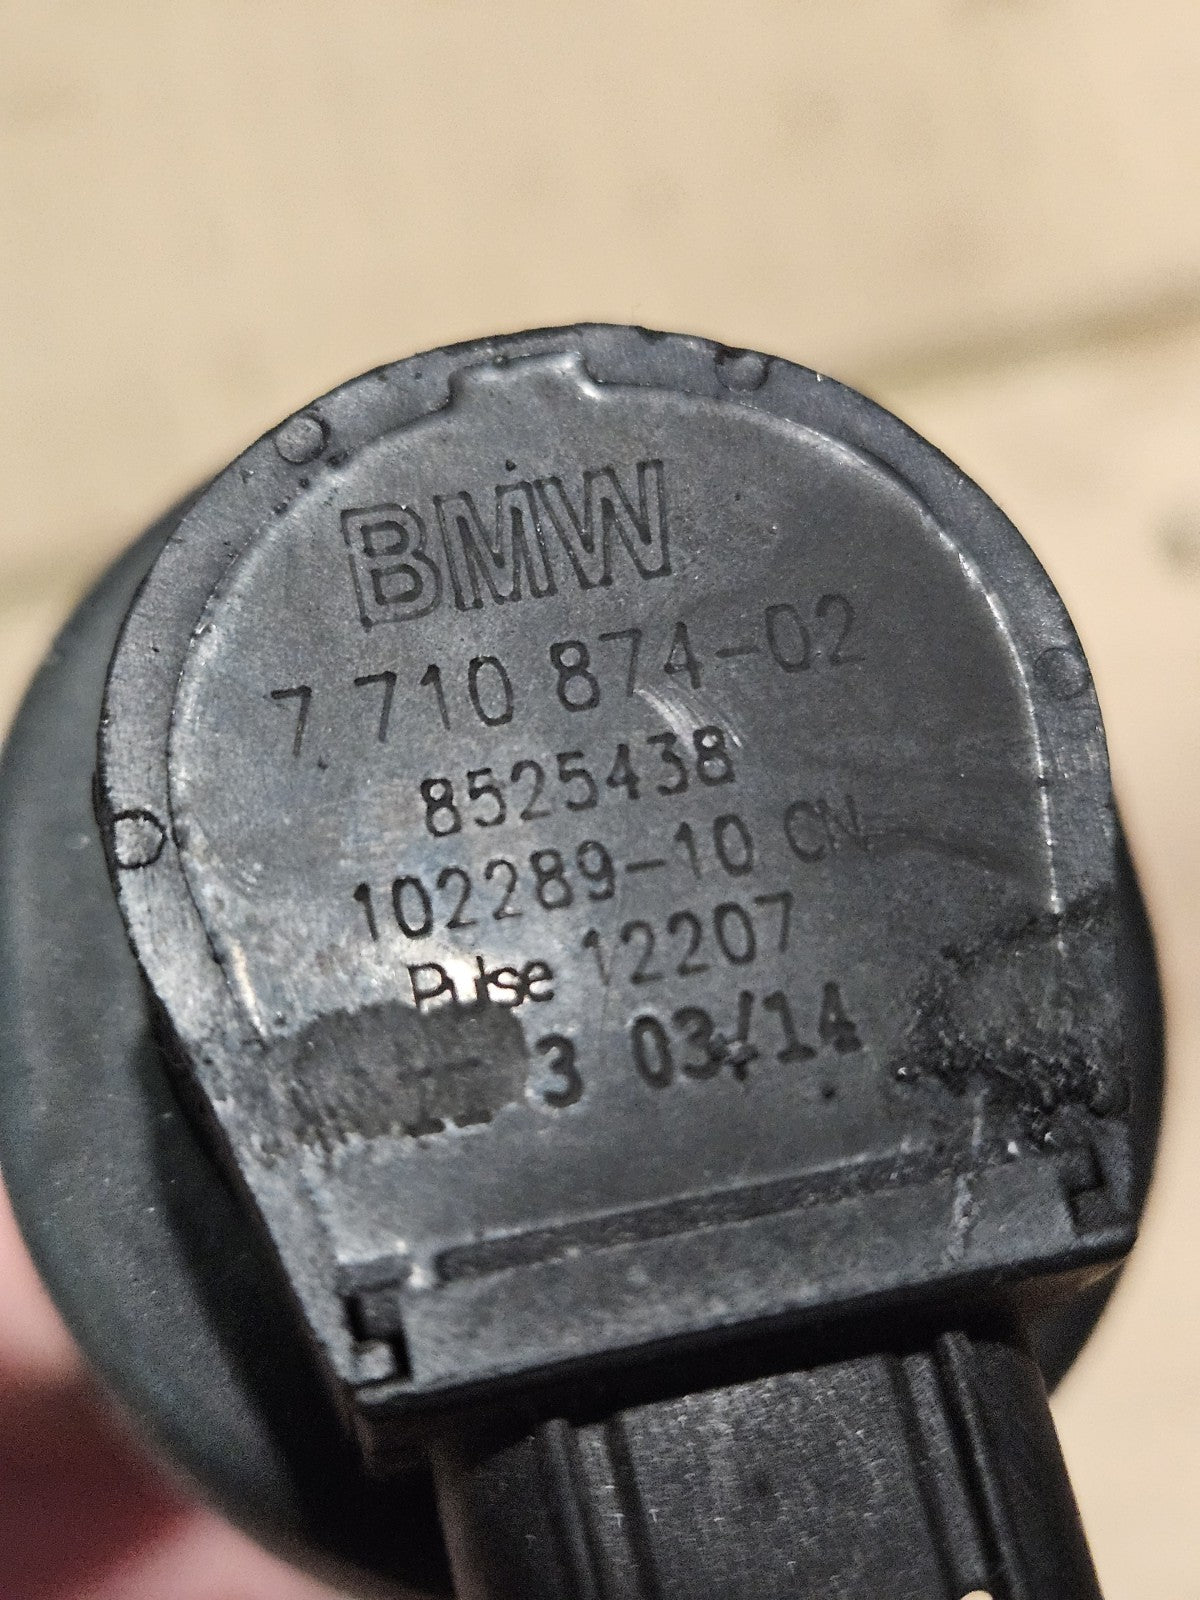 BMW
7 710 874-02
8525438
102289-10 CN
Pulse 12207
3 03/14